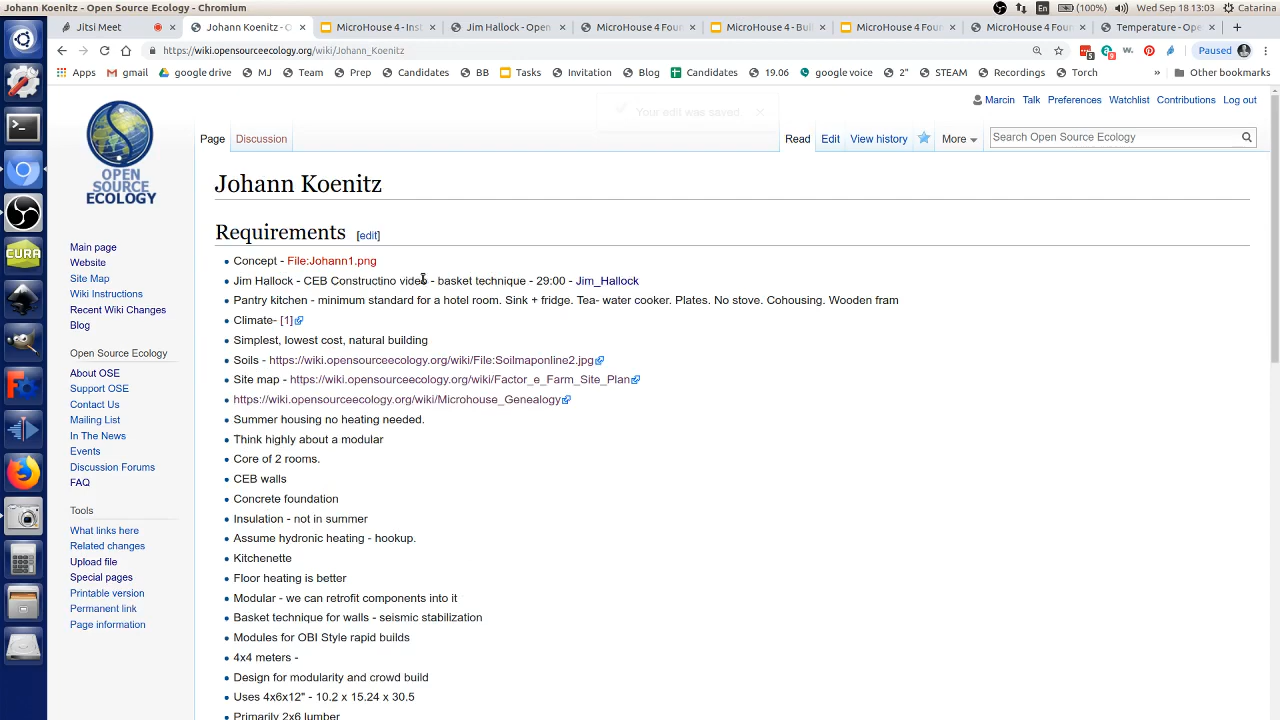 Johann Koenitz - Open Source Ecology - Chromium
En (100%) Wed Sep 18 13:03 Catarina
Jitsi Meet
Johann Koenitz - O
MicroHouse 4 -Inst
Jim Hallock - Open
MicroHouse 4 Foun
MicroHouse 4 - Bui
MicroHouse 4 Foun
MicroHouse 4 Foun
Temperature - Ope
https://wiki.opensourceecology.org/wiki/Johann_Koenitz
Paused
Apps gmail google drive MJ Team Prep Candidates BB Tasks Invitation Blog Candidates 19.06 google voice 2" STEAM Recordings Torch » Other bookmarks
Marcin Talk Preferences Watchlist Contributions Log out
Your edit was saved
Page Discussion Read Edit View history More Search Open Source Ecology
OPEN
SOURCE
ECOLOGY
Johann Koenitz
Requirements [edit]
Concept - File:Johann1.png
Jim Hallock - CEB Constructino video - basket technique - 29:00 - Jim_Hallock
Pantry kitchen - minimum standard for a hotel room. Sink + fridge. Tea- water cooker. Plates. No stove. Cohousing. Wooden fram
Climate- [1]
Simplest, lowest cost, natural building
Soils - https://wiki.opensourceecology.org/wiki/File:Soilmaponline2.jpg
Site map - https://wiki.opensourceecology.org/wiki/Factor_e_Farm_Site_Plan
https://wiki.opensourceecology.org/wiki/Microhouse_Genealogy
Summer housing no heating needed.
Think highly about a modular
Core of 2 rooms.
CEB walls
Concrete foundation
Insulation - not in summer
Assume hydronic heating - hookup.
Kitchenette
Floor heating is better
Modular - we can retrofit components into it
Basket technique for walls - seismic stabilization
Modules for OBI Style rapid builds
4x4 meters -
Design for modularity and crowd build
Uses 4x6x12" - 10.2 x 15.24 x 30.5
Primarily 2x6 lumber
Main page
Website
Site Map
Wiki Instructions
Recent Wiki Changes
Blog
Open Source Ecology
About OSE
Support OSE
Contact Us
Mailing List
In The News
Events
Discussion Forums
FAQ
Tools
What links here
Related changes
Upload file
Special pages
Printable version
Permanent link
Page information
CURA